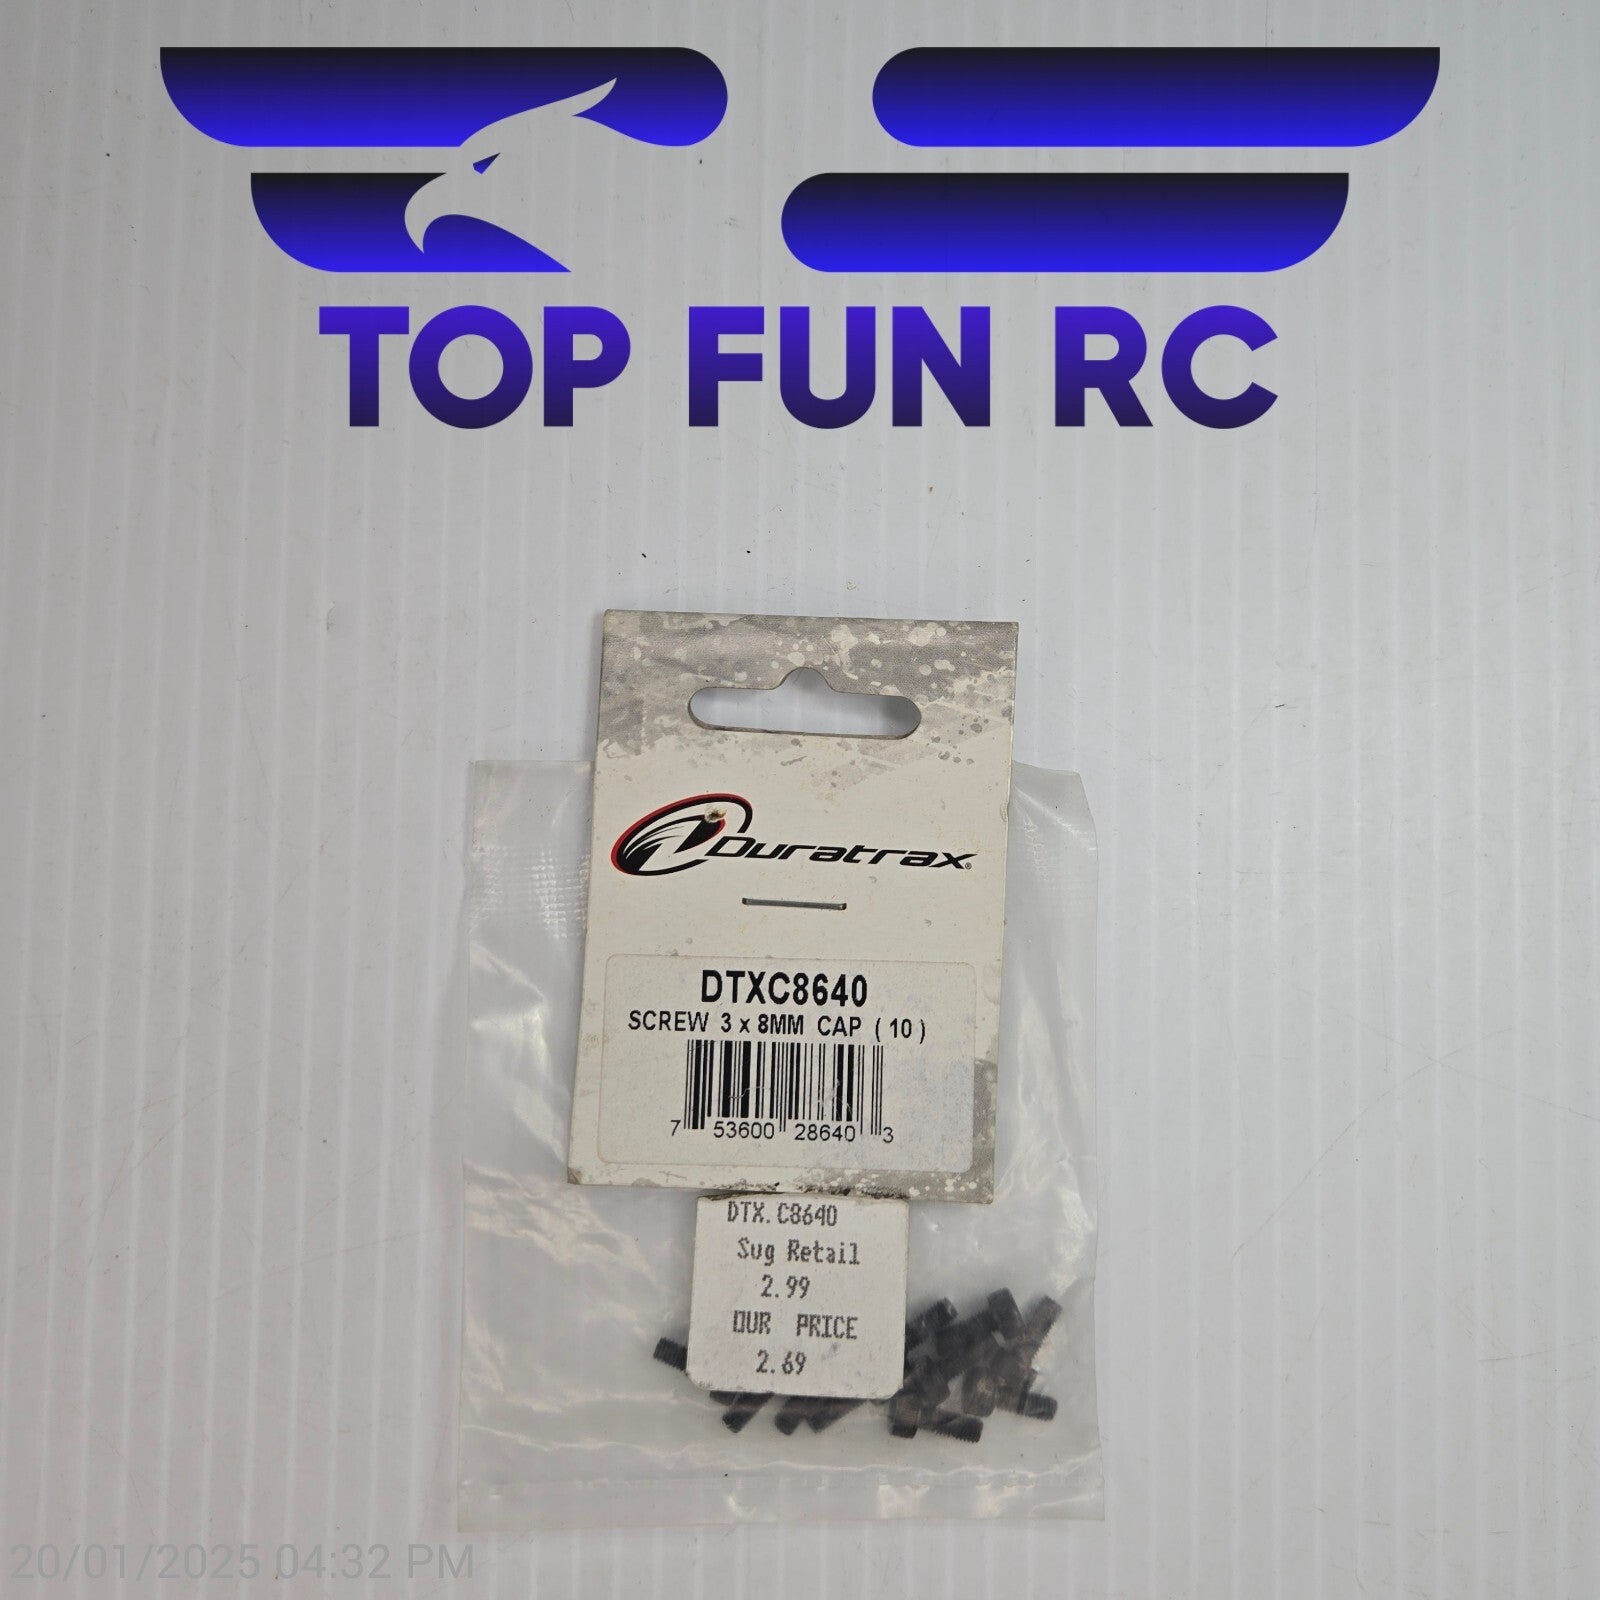 TOP FUN RC
Duratrax®
DTXC8640
SCREW 3 x 8MM CAP ( 10 )
7 53600 28640 3
DTX.C8640
Sug Retail
2.99
OUR PRICE
2.69
20/01/2025 04:32 PM